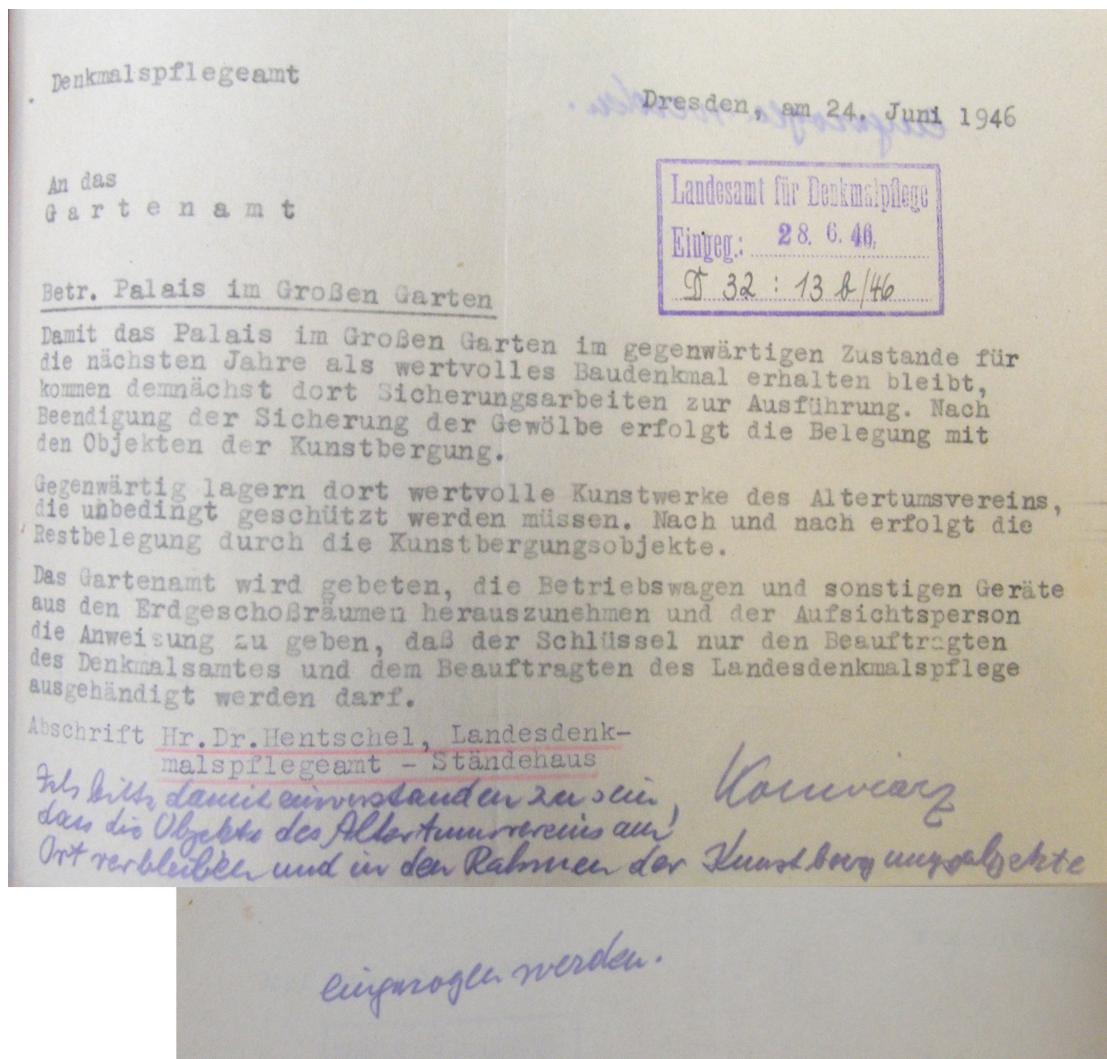 Denkmalspflegeamt
Dresden, am 24. Juni 1946
An das
Gartenamt
Landesamt für Denkmalpflege
Eingeg.: 28. 6. 46.
D 32 : 13 b/46
Betr. Palais im Großen Garten
Damit das Palais im Großen Garten im gegenwärtigen Zustande für
die nächsten Jahre als wertvolles Baudenkmal erhalten bleibt,
kommen demnächst dort Sicherungsarbeiten zur Ausführung. Nach
Beendigung der Sicherung der Gewölbe erfolgt die Belegung mit
den Objekten der Kunstbergung.
Gegenwärtig lagern dort wertvolle Kunstwerke des Altertumsvereins,
die unbedingt geschützt werden müssen. Nach und nach erfolgt die
Restbelegung durch die Kunstbergungsobjekte.
Das Gartenamt wird gebeten, die Betriebswagen und sonstigen Geräte
aus den Erdgeschoßräumen herauszunehmen und der Aufsichtsperson
die Anweisung zu geben, daß der Schlüssel nur den Beauftragten
des Denkmalsamtes und dem Beauftragten des Landesdenkmalspflege
ausgehändigt werden darf.
Abschrift Hr.Dr.Hentschel, Landesdenk-
malspflegeamt - Ständehaus
Ich bitte damit einverstanden zu sein,
dass die Objekte des Altertumsvereins am
Ort verbleiben und in den Rahmen der Kunstbergungsobjekte
eingezogen werden.